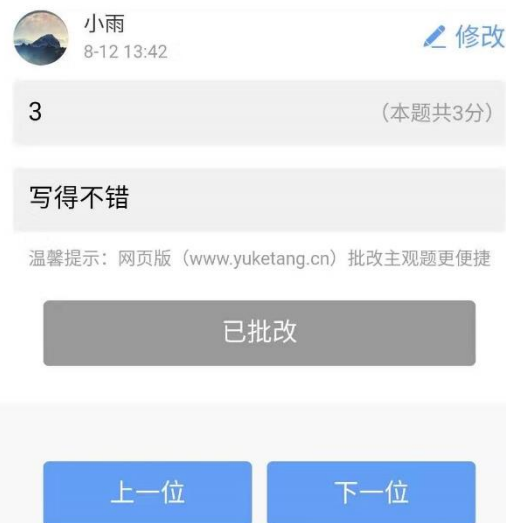 小雨
8-12 13:42
修改
3
（本题共3分）
写得不错
温馨提示：网页版（www.yuketang.cn）批改主观题更便捷
已批改
上一位
下一位